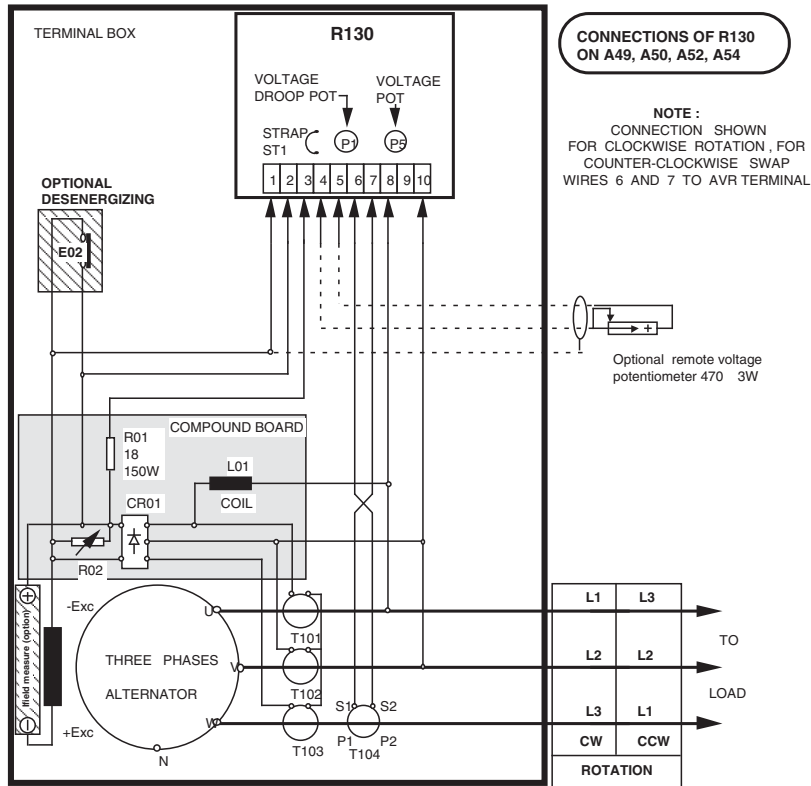 TERMINAL BOX
R130
CONNECTIONS OF R130
ON A49, A50, A52, A54
VOLTAGE
DROOP POT
VOLTAGE
POT
STRAP
ST1
P1
P5
1 2 3 4 5 6 7 8 9 10
NOTE :
CONNECTION SHOWN
FOR CLOCKWISE ROTATION , FOR
COUNTER-CLOCKWISE SWAP
WIRES 6 AND 7 TO AVR TERMINAL
OPTIONAL
DESENERGIZING
E02
+
Optional remote voltage
potentiometer 470 3W
COMPOUND BOARD
R01
18
150W
L01
COIL
CR01
R02
Ifield measure (option)
+
-
-Exc
+Exc
THREE PHASES
ALTERNATOR
U
V
W
N
T101
T102
T103
S1
S2
P1
P2
T104
L1 L3
L2 L2
L3 L1
CW CCW
ROTATION
TO
LOAD